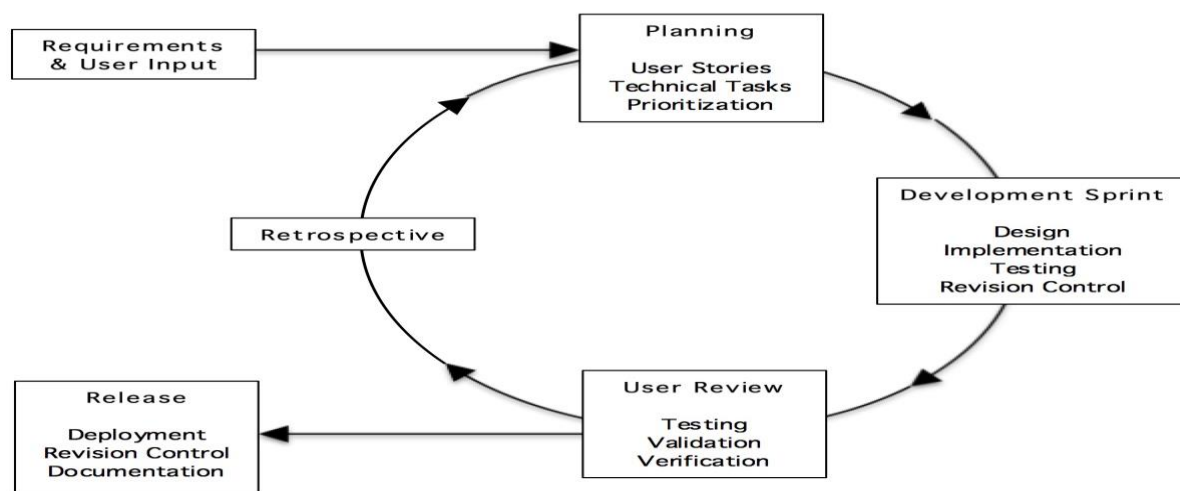 Requirements
& User Input
Planning
User Stories
Technical Tasks
Prioritization
Development Sprint
Design
Implementation
Testing
Revision Control
User Review
Testing
Validation
Verification
Retrospective
Release
Deployment
Revision Control
Documentation